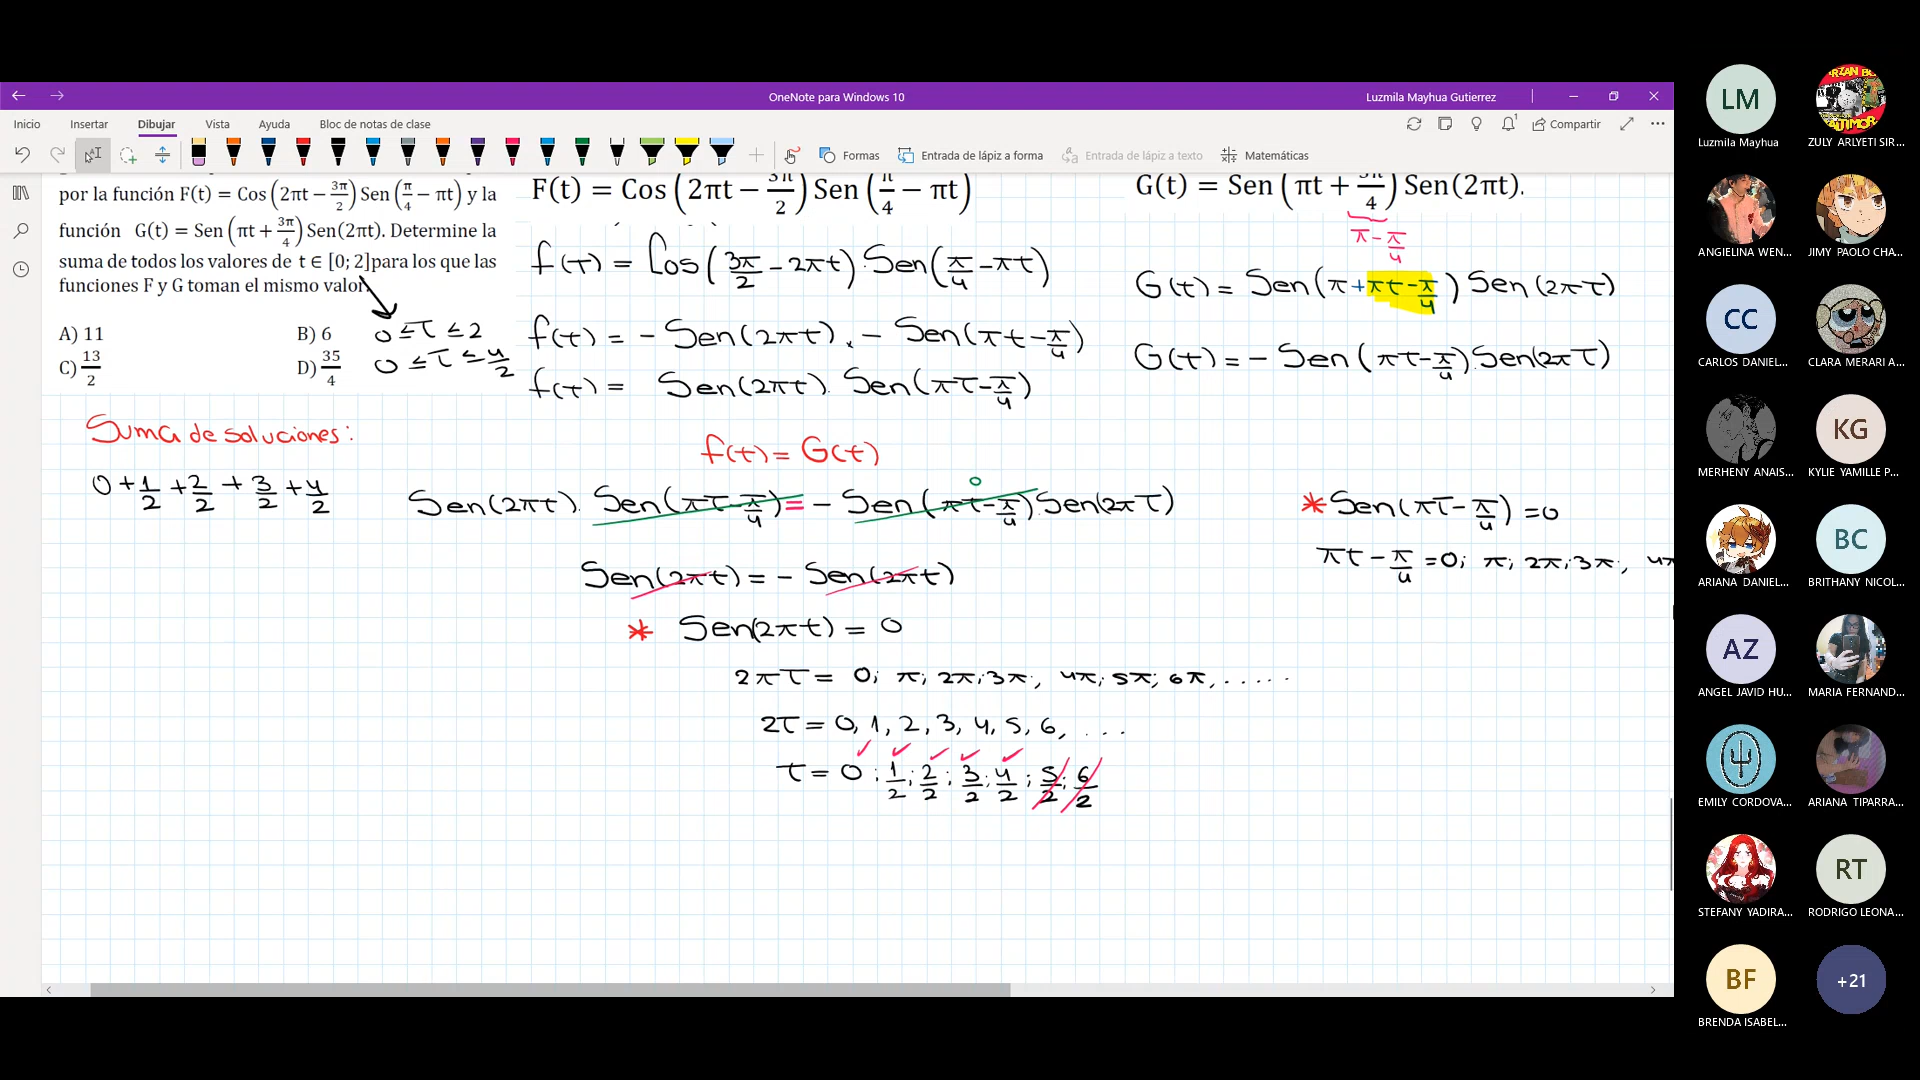 OneNote para Windows 10
Luzmila Mayhua Gutierrez
Inicio Insertar Dibujar Vista Ayuda Bloc de notas de clase
Compartir
Formas Entrada de lápiz a forma Entrada de lápiz a texto Matemáticas
por la función F(t) = Cos(2πt − 3π/2) Sen(π/4 − πt) y la
función G(t) = Sen(πt + 3π/4) Sen(2πt). Determine la
suma de todos los valores de t ∈ [0; 2]para los que las
funciones F y G toman el mismo valor.
A) 11 B) 6
C) 13/2 D) 35/4
0 ≤ t ≤ 2
0 ≤ t ≤ 4/2
F(t) = Cos(2πt − 3π/2) Sen(π/4 − πt)
f(t) = Cos(3π/2 − 2πt) . Sen(π/4 − πt)
f(t) = − Sen(2πt) . − Sen(πt − π/4)
f(t) = Sen(2πt) . Sen(πt − π/4)
G(t) = Sen(πt + 3π/4) Sen(2πt).
π − π/4
G(t) = Sen(π + πt − π/4) Sen(2πt)
G(t) = − Sen(πt − π/4) . Sen(2πt)
Suma de soluciones:
0 + 1/2 + 2/2 + 3/2 + 4/2
f(t) = G(t)
0
Sen(2πt) . Sen(πt − π/4) = − Sen(πt − π/4) . Sen(2πt)
Sen(2πt) = − Sen(2πt)
* Sen(2πt) = 0
2πt = 0; π; 2π; 3π, 4π; 5π; 6π, .....
2t = 0, 1, 2, 3, 4, 5, 6, ...
t = 0; 1/2; 2/2; 3/2; 4/2; 5/2; 6/2
* Sen(πt − π/4) = 0
πt − π/4 = 0; π; 2π; 3π, 4π
LM
Luzmila Mayhua
ZULY ARLYETI SIR...
ANGIELINA WEN...
JIMY PAOLO CHA...
CC
CARLOS DANIEL...
CLARA MERARI A...
MERHENY ANAIS...
KG
KYLIE YAMILLE P...
ARIANA DANIEL...
BC
BRITHANY NICOL...
AZ
ANGEL JAVID HU...
MARIA FERNAND...
EMILY CORDOVA...
ARIANA TIPARRA...
STEFANY YADIRA...
RT
RODRIGO LEONA...
BF
BRENDA ISABEL...
+21